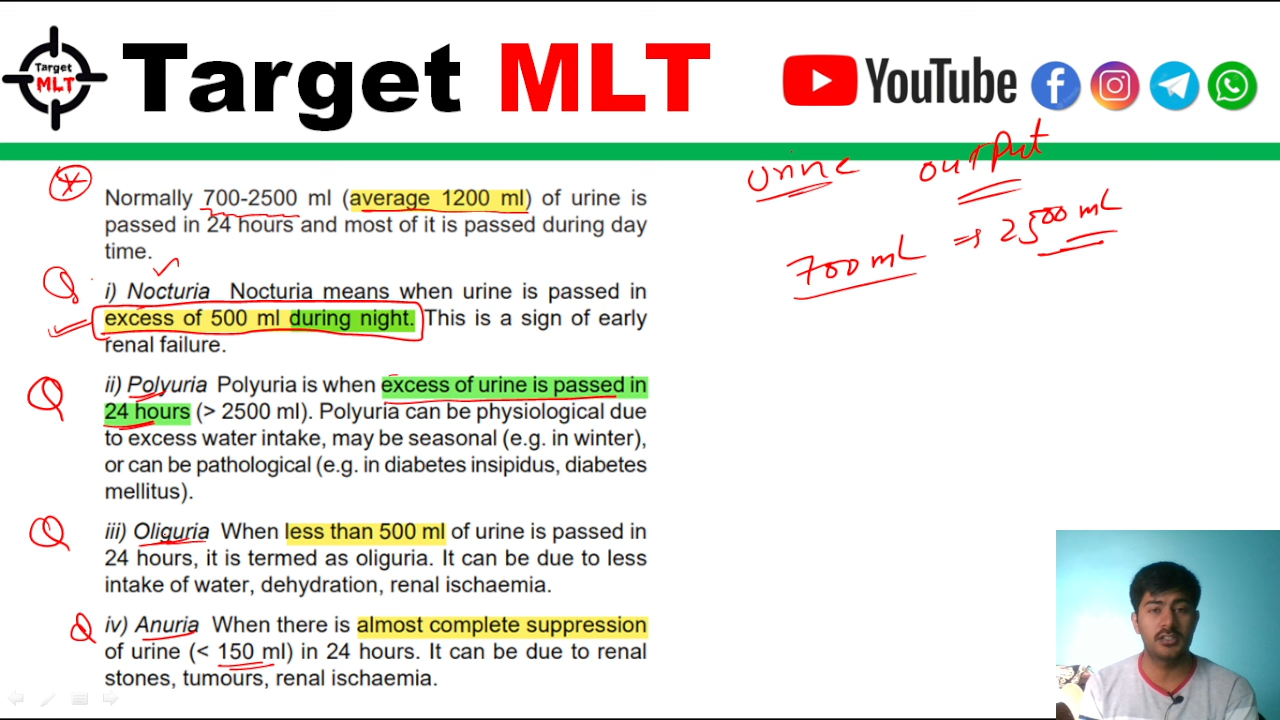 Target
MLT
Target MLT
YouTube
urine output
700 mL ⇒ 2500 mL
Normally 700-2500 ml (average 1200 ml) of urine is
passed in 24 hours and most of it is passed during day
time.
Q
i) Nocturia Nocturia means when urine is passed in
excess of 500 ml during night. This is a sign of early
renal failure.
Q
ii) Polyuria Polyuria is when excess of urine is passed in
24 hours (> 2500 ml). Polyuria can be physiological due
to excess water intake, may be seasonal (e.g. in winter),
or can be pathological (e.g. in diabetes insipidus, diabetes
mellitus).
Q
iii) Oliguria When less than 500 ml of urine is passed in
24 hours, it is termed as oliguria. It can be due to less
intake of water, dehydration, renal ischaemia.
Q
iv) Anuria When there is almost complete suppression
of urine (< 150 ml) in 24 hours. It can be due to renal
stones, tumours, renal ischaemia.